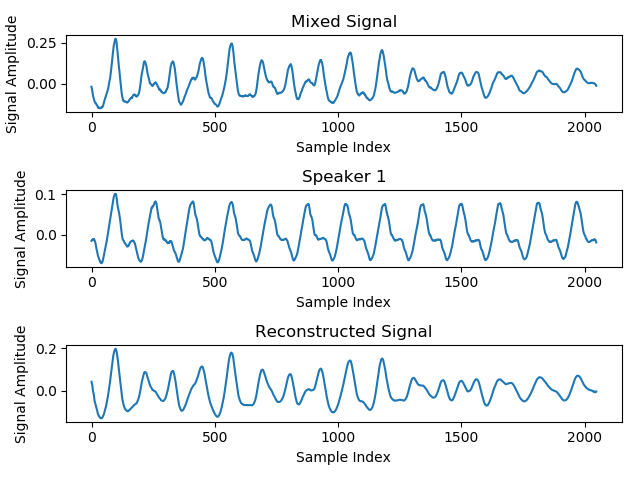 Mixed Signal
Signal Amplitude
0.25
0.00
0 500 1000 1500 2000
Sample Index
Speaker 1
Signal Amplitude
0.1
0.0
0 500 1000 1500 2000
Sample Index
Reconstructed Signal
Signal Amplitude
0.2
0.0
0 500 1000 1500 2000
Sample Index